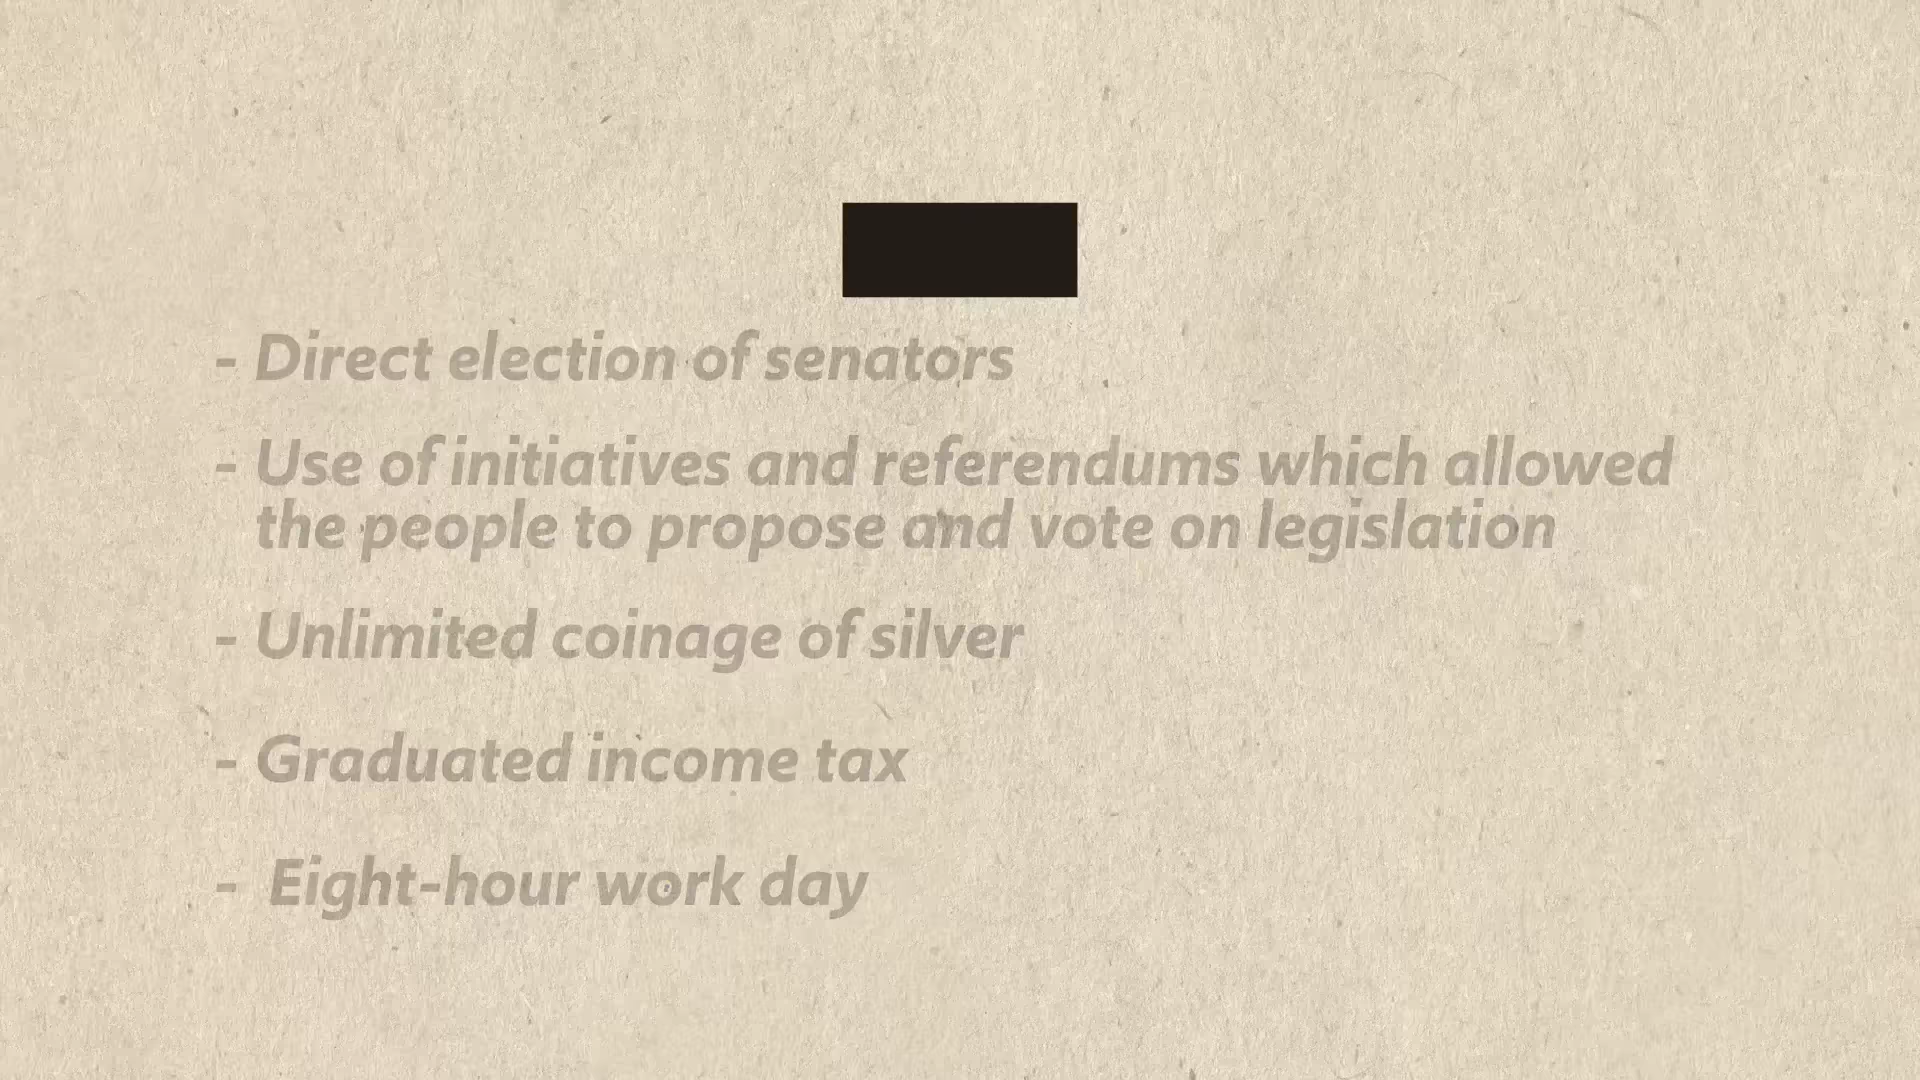 - Direct election of senators
- Use of initiatives and referendums which allowed
the people to propose and vote on legislation
- Unlimited coinage of silver
- Graduated income tax
- Eight-hour work day